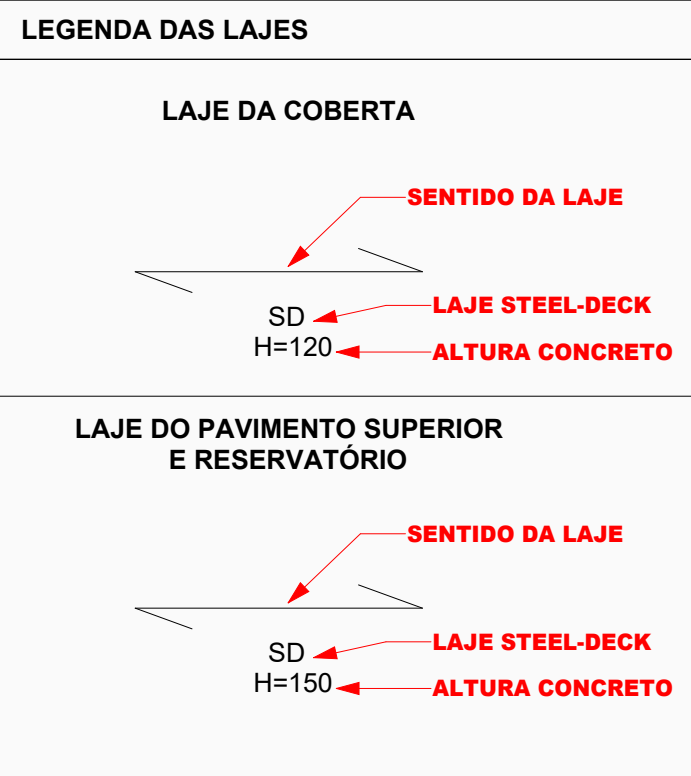 LEGENDA DAS LAJES
LAJE DA COBERTA
SENTIDO DA LAJE
SD
LAJE STEEL-DECK
H=120
ALTURA CONCRETO
LAJE DO PAVIMENTO SUPERIOR
E RESERVATÓRIO
SENTIDO DA LAJE
SD
LAJE STEEL-DECK
H=150
ALTURA CONCRETO